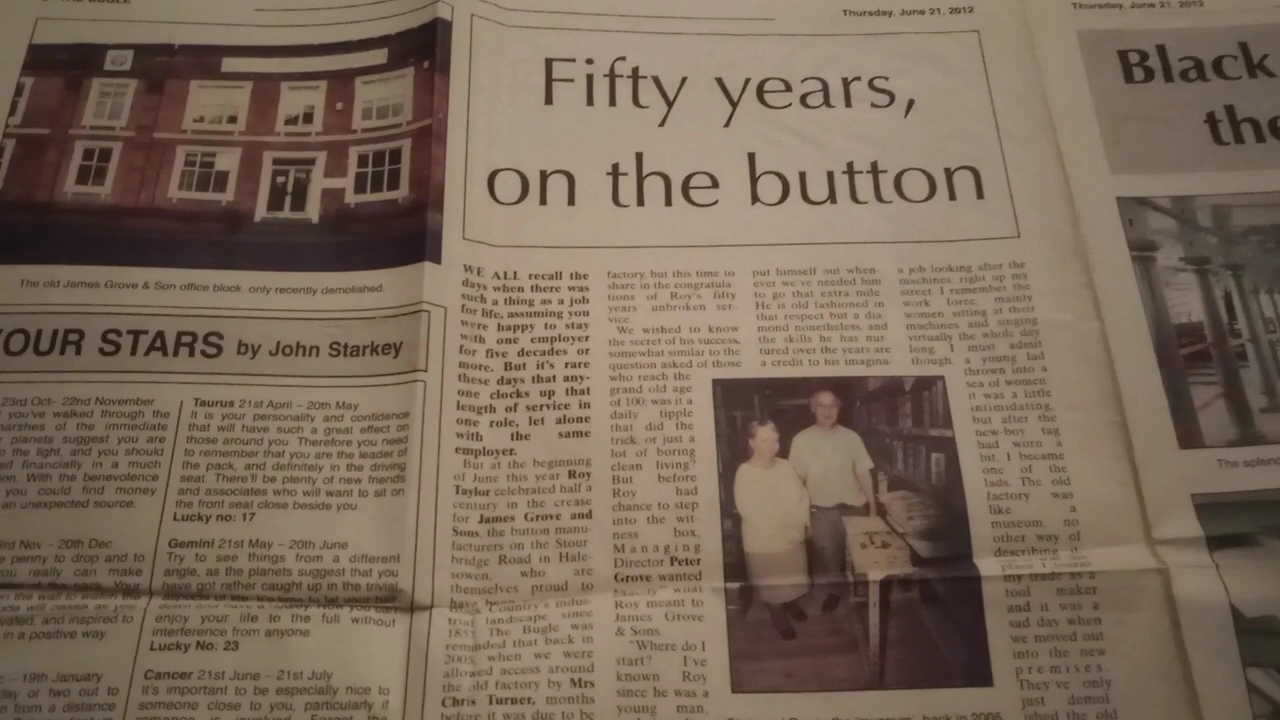 THE BUGLE
Thursday, June 21, 2012
Thursday, June 21, 2012
The old James Grove & Son office block, only recently demolished.
YOUR STARS by John Starkey
23rd Oct- 22nd November
you've walked through the
marshes of the immediate
planets suggest you are
the light, and you should
financially in a much
With the benevolence
you could find money
an unexpected source.
3rd Nov – 20th Dec
penny to drop and to
you really can make
in a positive way.
– 19th January
day or two out to
from a distance
Taurus 21st April – 20th May
It is your personality and confidence
that will have such a great effect on
those around you. Therefore you need
to remember that you are the leader of
the pack, and definitely in the driving
seat. There'll be plenty of new friends
and associates who will want to sit on
the front seat close beside you.
Lucky no: 17
Gemini 21st May – 20th June
Try to see things from a different
angle, as the planets suggest that you
have got rather caught up in the trivial
enjoy your life to the full without
interference from anyone.
Lucky No: 23
Cancer 21st June – 21st July
It's important to be especially nice to
someone close to you, particularly if
Fifty years,
on the button
WE ALL recall the
days when there was
such a thing as a job
for life, assuming you
were happy to stay
with one employer
for five decades or
more. But it's rare
these days that any-
one clocks up that
length of service in
one role, let alone
with the same
employer.
But at the beginning
of June this year Roy
Taylor celebrated half a
century in the crease
for James Grove and
Sons, the button manu-
facturers on the Stour-
bridge Road in Hale-
sowen, who are
themselves proud to
Country's indus-
trial landscape since
1857. The Bugle was
reminded that back in
2005, when we were
allowed access around
the old factory by Mrs
Chris Turner, months
before it was due to be
factory, but this time to
share in the congratula-
tions of Roy's fifty
years' unbroken ser-
vice.
We wished to know
the secret of his success,
somewhat similar to the
question asked of those
who reach the
grand old age
of 100; was it a
daily tipple
that did the
trick, or just a
lot of boring
clean living?
But before
Roy had
chance to step
into the wit-
ness box,
Managing
Director Peter
Grove wanted
exactly what
Roy meant to
James Grove
& Sons.
"Where do I
start? I've
known Roy
since he was a
young man,
put himself out when-
ever we've needed him
to go that extra mile.
He is old fashioned in
that respect but a dia-
mond nonetheless, and
the skills he has nur-
tured over the years are
a credit to his imagina-
a job looking after the
machines right up my
street. I remember the
work force, mainly
women sitting at their
machines and singing
virtually the whole day
long. I must admit
though, a young lad
thrown into a
sea of women,
it was a little
intimidating,
but after the
new-boy tag
had worn a
bit, I became
one of the
lads. The old
factory was
like a
museum, no
other way of
describing it.
my trade as a
tool maker
and it was a
sad day when
we moved out
into the new
premises.
They've only
just demol-
ished the old
back in 2005
Black
the
The splend